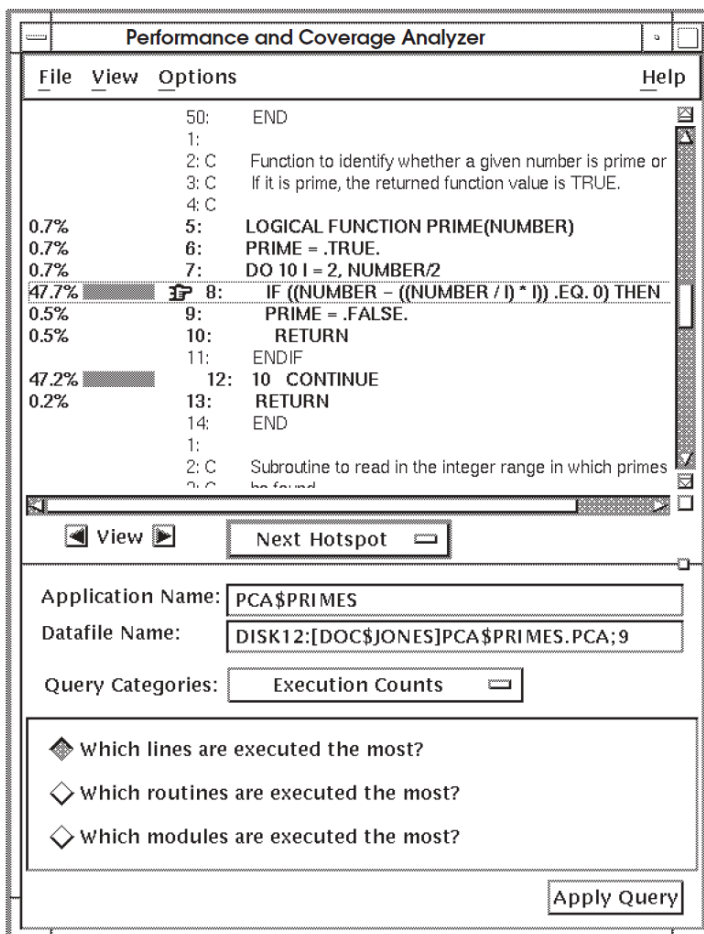 Performance and Coverage Analyzer
File View Options Help
50: END
1:
2: C Function to identify whether a given number is prime or
3: C If it is prime, the returned function value is TRUE.
4: C
0.7% 5: LOGICAL FUNCTION PRIME(NUMBER)
0.7% 6: PRIME = .TRUE.
0.7% 7: DO 10 I = 2, NUMBER/2
47.7% 8: IF ((NUMBER – ((NUMBER / I) * I)) .EQ. 0) THEN
0.5% 9: PRIME = .FALSE.
0.5% 10: RETURN
11: ENDIF
47.2% 12: 10 CONTINUE
0.2% 13: RETURN
14: END
1:
2: C Subroutine to read in the integer range in which primes
View Next Hotspot
Application Name: PCA$PRIMES
Datafile Name: DISK12:[DOC$JONES]PCA$PRIMES.PCA;9
Query Categories: Execution Counts
Which lines are executed the most?
Which routines are executed the most?
Which modules are executed the most?
Apply Query